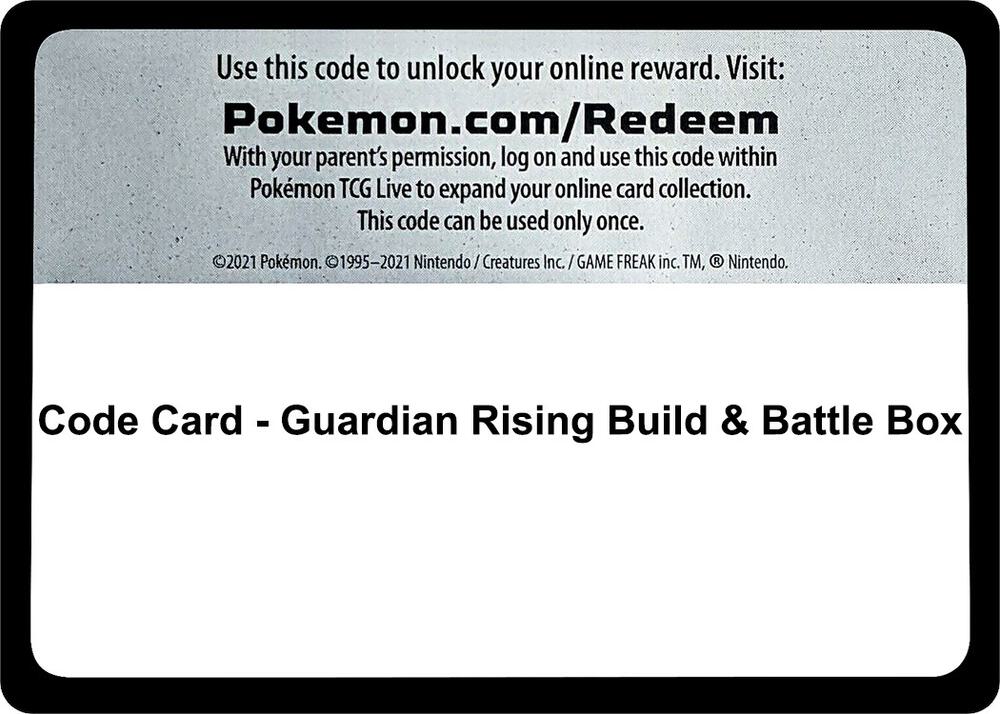 Use this code to unlock your online reward. Visit:
Pokemon.com/Redeem
With your parent's permission, log on and use this code within
Pokémon TCG Live to expand your online card collection.
This code can be used only once.
©2021 Pokémon. ©1995–2021 Nintendo / Creatures Inc. / GAME FREAK inc. TM, ® Nintendo.
Code Card - Guardian Rising Build & Battle Box